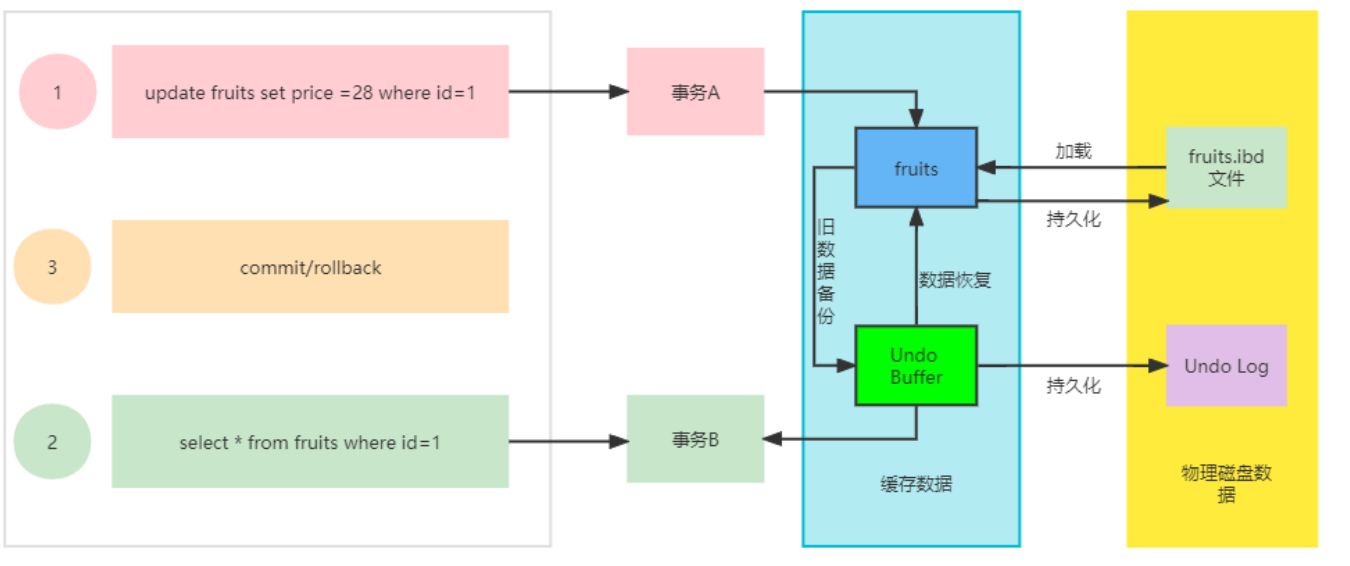 1
update fruits set price =28 where id=1
事务A
fruits
加载
fruits.ibd
文件
持久化
旧
数
据
备
份
3
commit/rollback
数据恢复
Undo
Buffer
持久化
Undo Log
2
select * from fruits where id=1
事务B
缓存数据
物理磁盘数
据